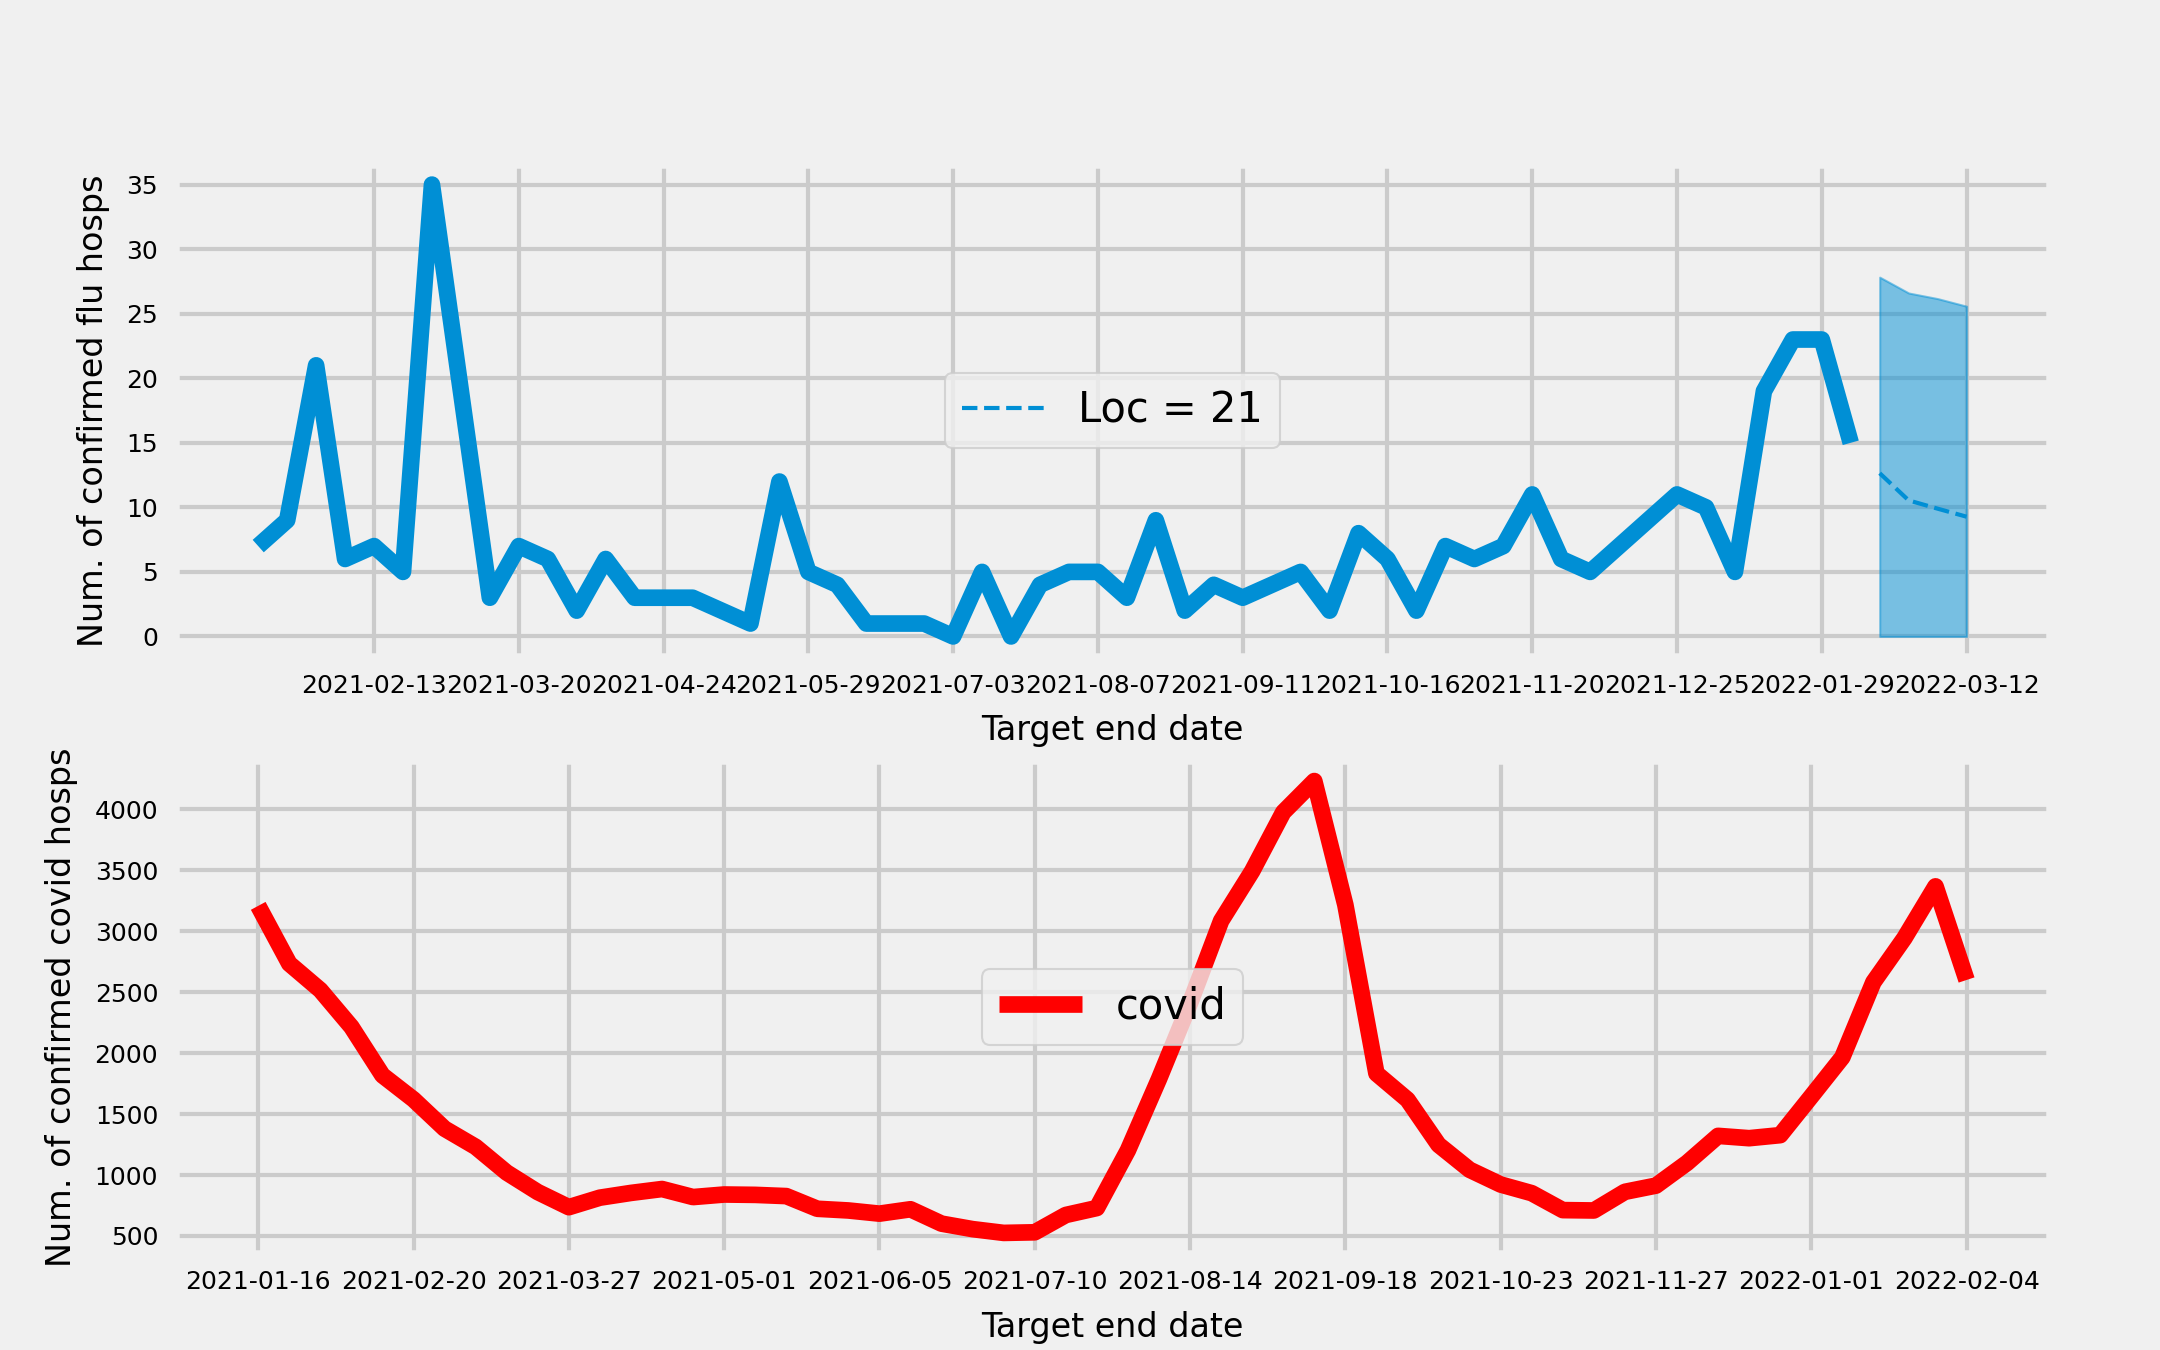 Num. of confirmed flu hosps
35
30
25
20
15
10
5
0
Loc = 21
2021-02-13 2021-03-20 2021-04-24 2021-05-29 2021-07-03 2021-08-07 2021-09-11 2021-10-16 2021-11-20 2021-12-25 2022-01-29 2022-03-12
Target end date
Num. of confirmed covid hosps
4000
3500
3000
2500
2000
1500
1000
500
covid
2021-01-16 2021-02-20 2021-03-27 2021-05-01 2021-06-05 2021-07-10 2021-08-14 2021-09-18 2021-10-23 2021-11-27 2022-01-01 2022-02-04
Target end date